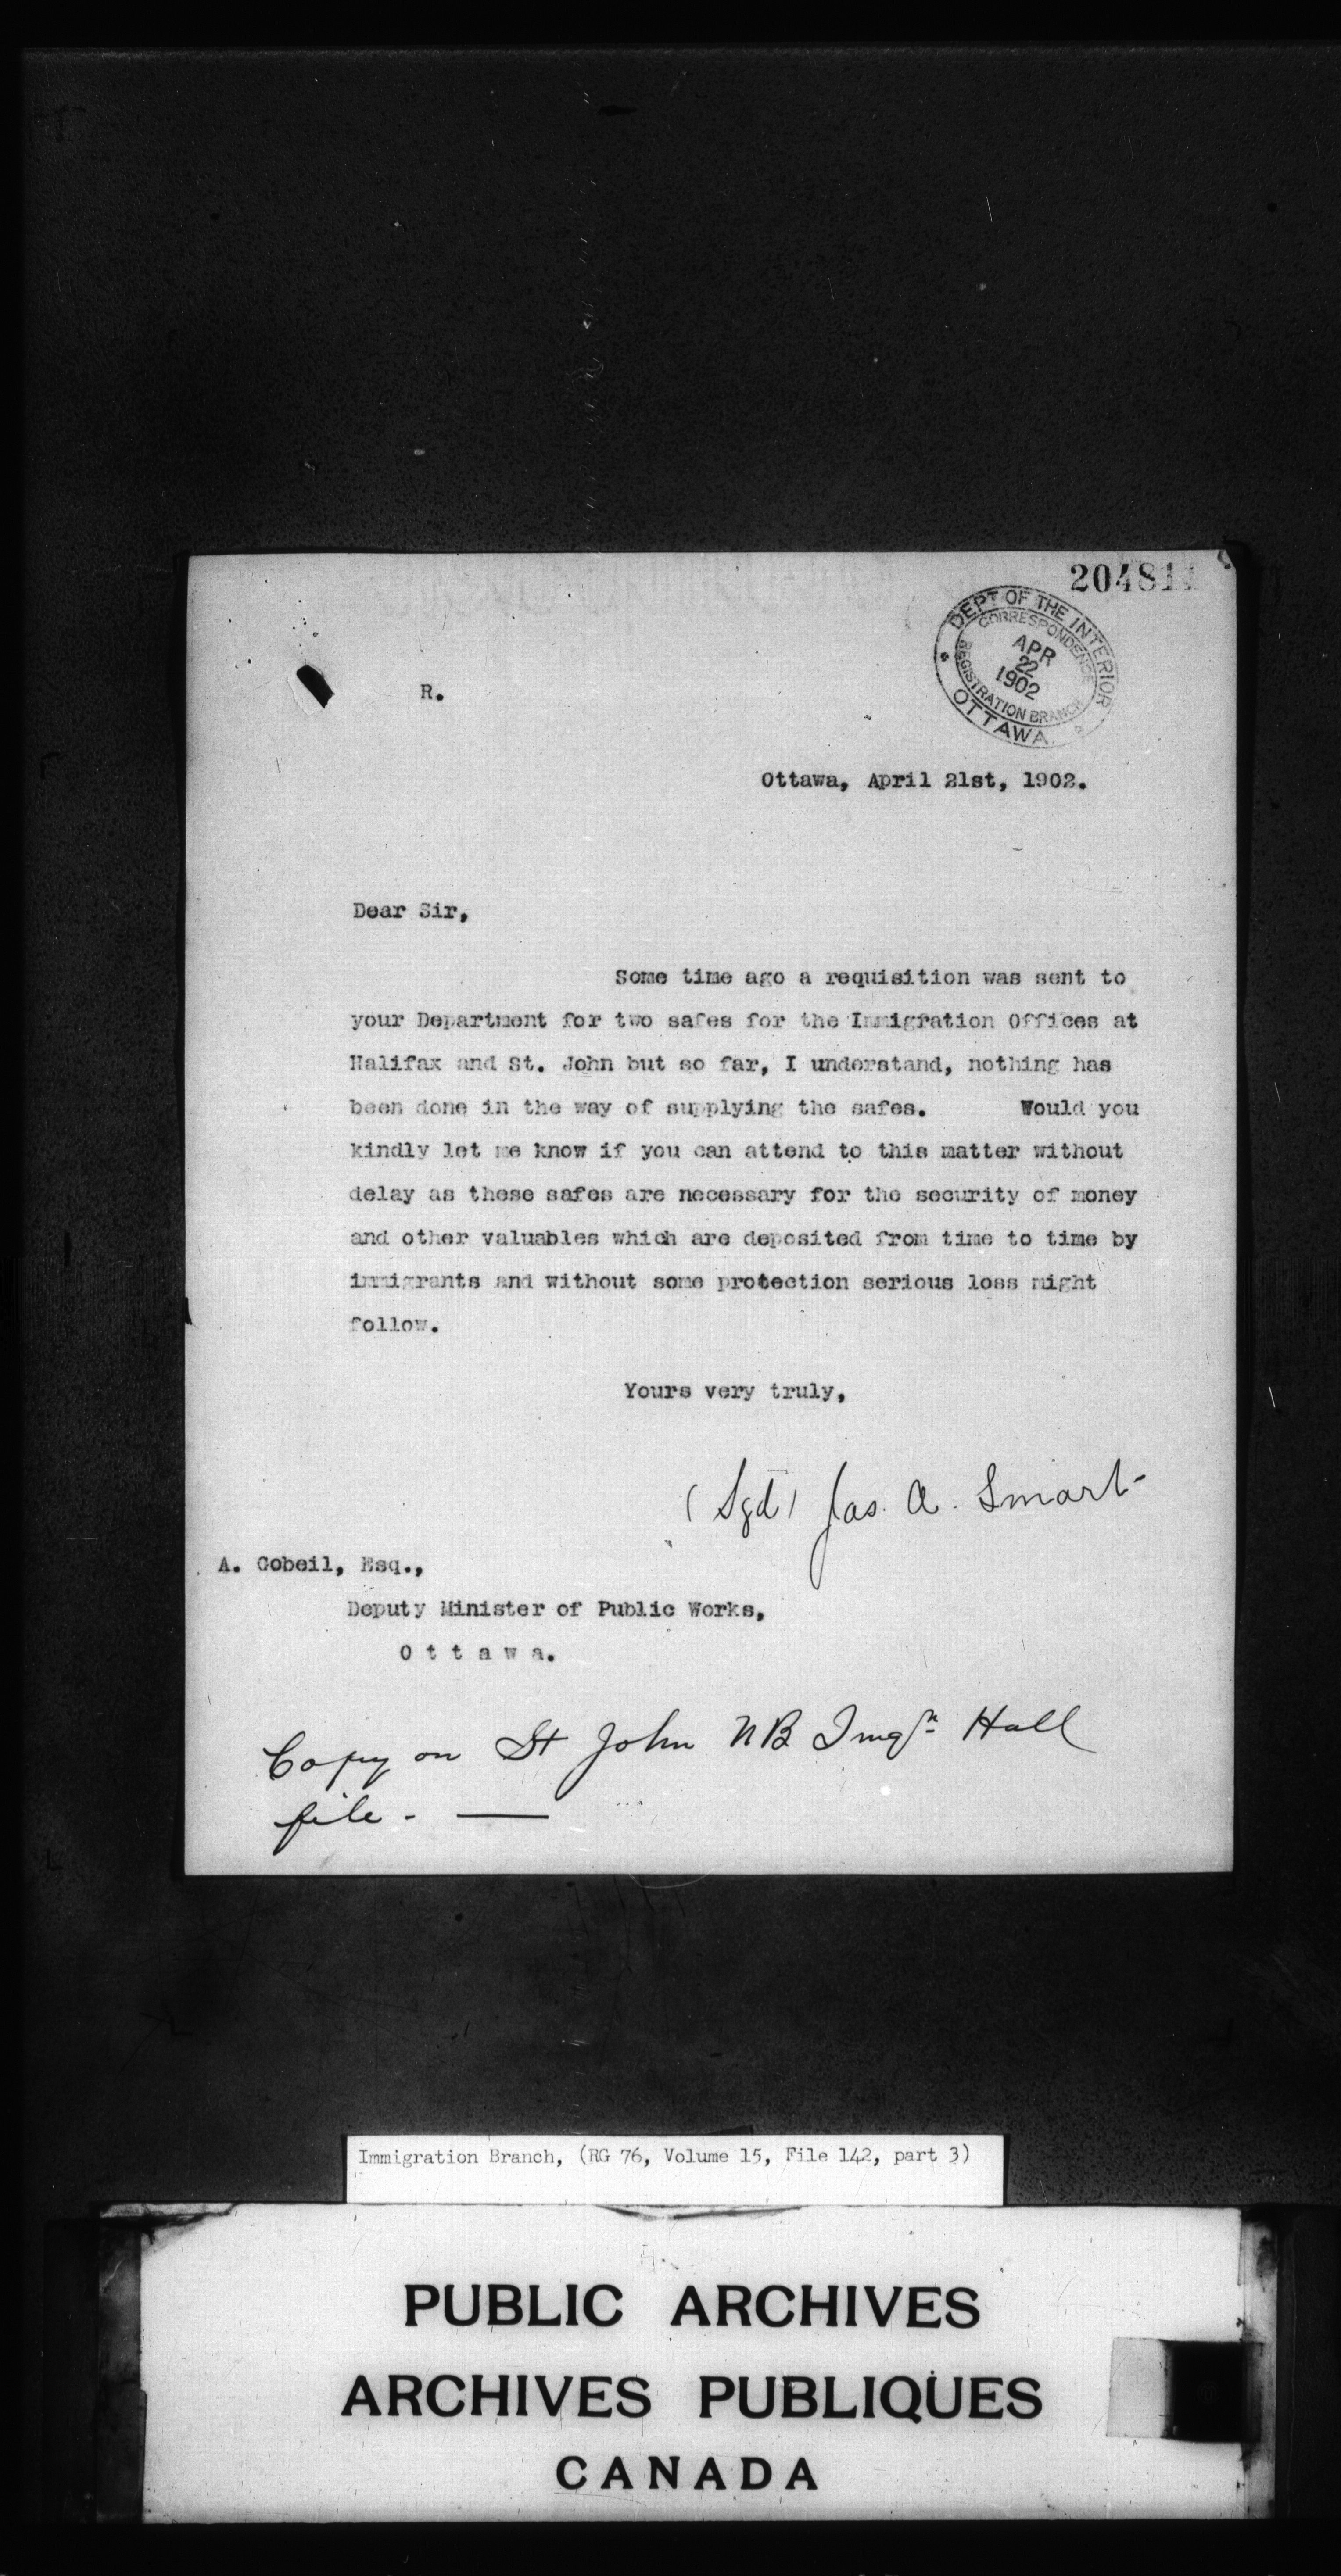 204811
DEPT OF THE INTERIOR
CORRESPONDENCE
APR
22
1902
REGISTRATION BRANCH
OTTAWA.
R.
Ottawa, April 21st, 1902.
Dear Sir,
Some time ago a requisition was sent to
your Department for two safes for the Immigration Offices at
Halifax and St. John but so far, I understand, nothing has
been done in the way of supplying the safes. Would you
kindly let me know if you can attend to this matter without
delay as these safes are necessary for the security of money
and other valuables which are deposited from time to time by
immigrants and without some protection serious loss might
follow.
Yours very truly,
(Sgd) Jas. A. Smart
A. Gobeil, Esq.,
Deputy Minister of Public Works,
Ottawa.
Copy on St John NB Imgn Hall
file -
Immigration Branch, (RG 76, Volume 15, File 142, part 3)
PUBLIC ARCHIVES
ARCHIVES PUBLIQUES
CANADA